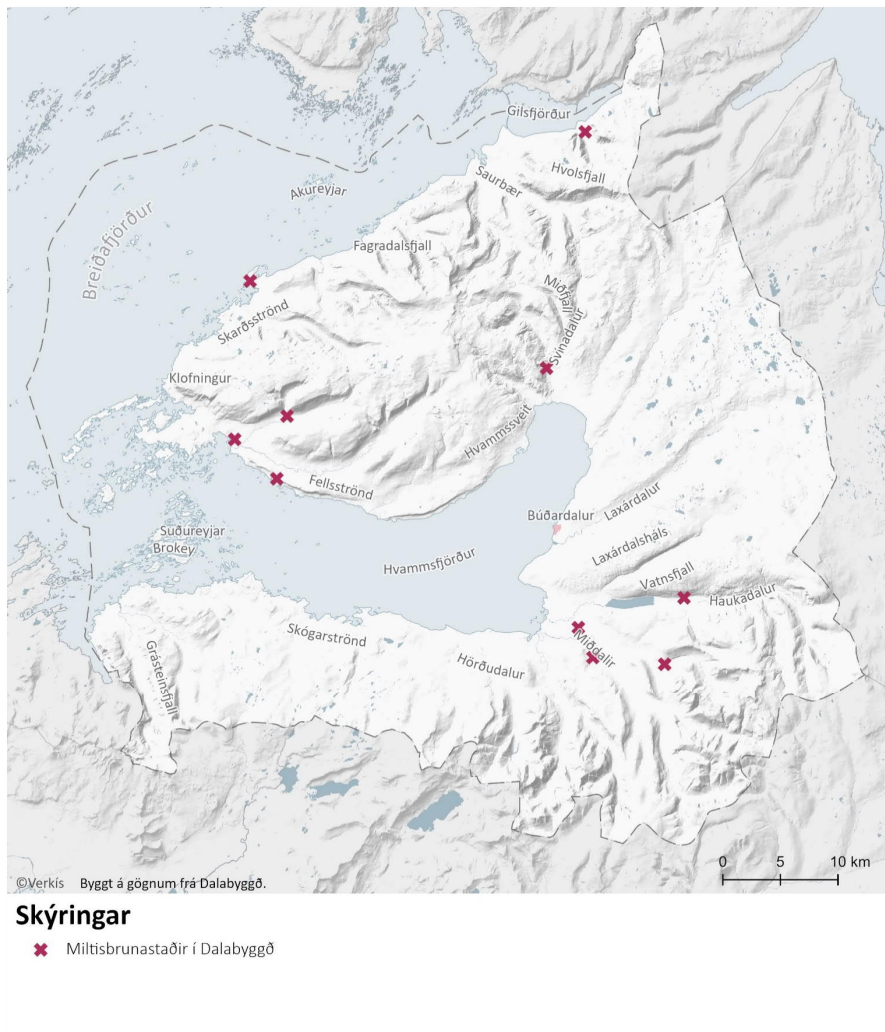 Gilsfjörður
Hvolsfjall
Saurbær
Akureyjar
Breiðafjörður
Fagradalsfjall
Miðfjall
Svínadalur
Skarðsströnd
Klofningur
Hvammssveit
Fellsströnd
Laxárdalur
Búðardalur
Suðureyjar
Brokey
Laxárdalsháls
Hvammsfjörður
Vatnsfjall
Haukadalur
Skógarströnd
Miðdalir
Grásteinsfjall
Hörðudalur
0 5 10 km
©Verkís Byggt á gögnum frá Dalabyggð.
Skýringar
Miltisbrunastaðir í Dalabyggð